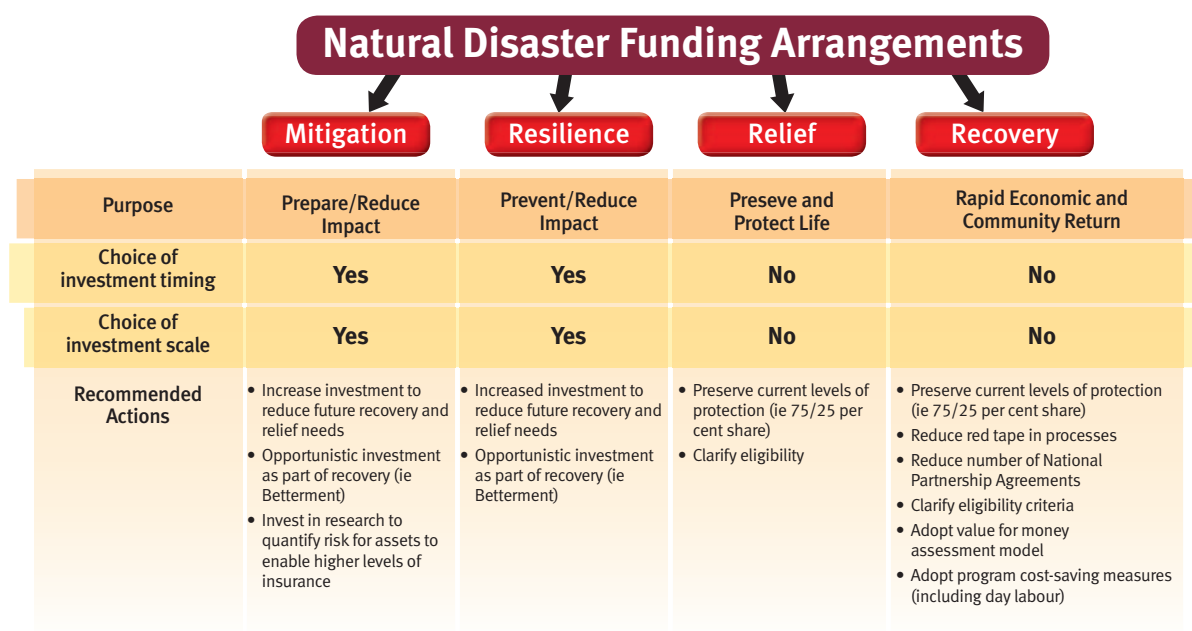 Natural Disaster Funding Arrangements
Mitigation
Resilience
Relief
Recovery
Purpose
Prepare/Reduce
Impact
Prevent/Reduce
Impact
Preseve and
Protect Life
Rapid Economic and
Community Return
Choice of
investment timing
Yes
Yes
No
No
Choice of
investment scale
Yes
Yes
No
No
Recommended
Actions
• Increase investment to
reduce future recovery and
relief needs
• Opportunistic investment
as part of recovery (ie
Betterment)
• Invest in research to
quantify risk for assets to
enable higher levels of
insurance
• Increased investment to
reduce future recovery and
relief needs
• Opportunistic investment
as part of recovery (ie
Betterment)
• Preserve current levels of
protection (ie 75/25 per
cent share)
• Clarify eligibility
• Preserve current levels of protection
(ie 75/25 per cent share)
• Reduce red tape in processes
• Reduce number of National
Partnership Agreements
• Clarify eligibility criteria
• Adopt value for money
assessment model
• Adopt program cost-saving measures
(including day labour)